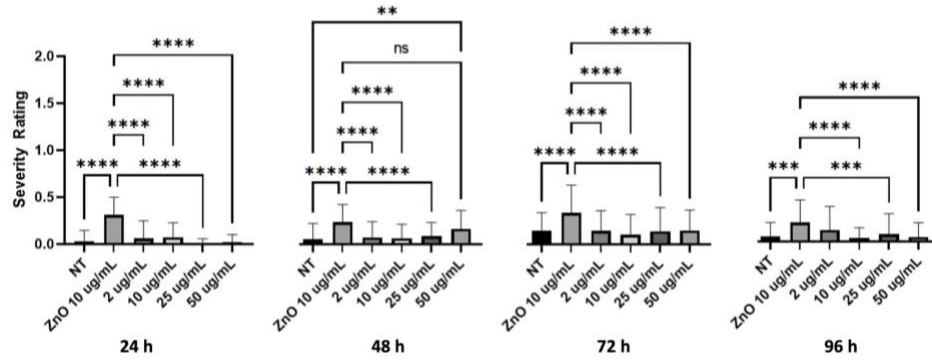 Severity Rating
2.0
1.5
1.0
0.5
0.0
****
****
****
**** ****
NT
ZnO 10 ug/mL
2 ug/mL
10 ug/mL
25 ug/mL
50 ug/mL
24 h
**
ns
****
****
**** ****
NT
ZnO 10 ug/mL
2 ug/mL
10 ug/mL
25 ug/mL
50 ug/mL
48 h
****
****
****
**** ****
NT
ZnO 10 ug/mL
2 ug/mL
10 ug/mL
25 ug/mL
50 ug/mL
72 h
****
****
*** ***
NT
ZnO 10 ug/mL
2 ug/mL
10 ug/mL
25 ug/mL
50 ug/mL
96 h